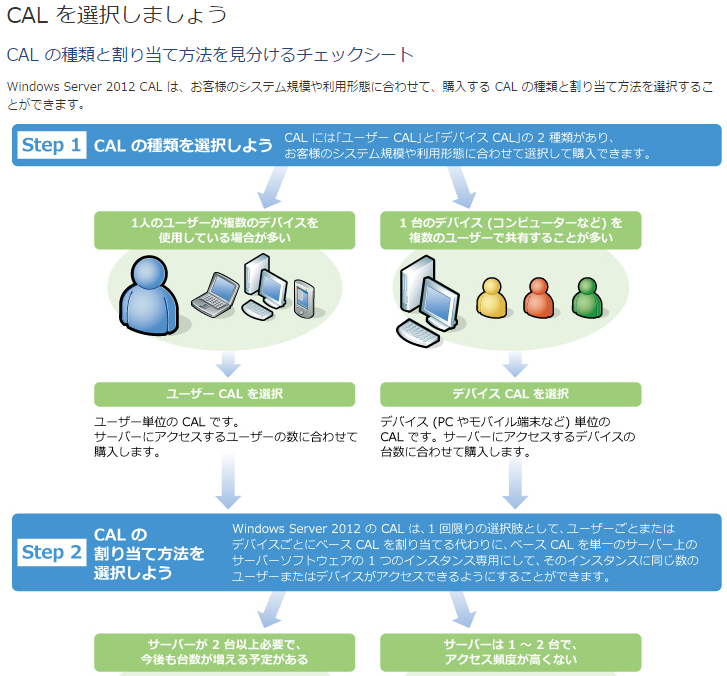 CAL を選択しましょう
CAL の種類と割り当て方法を見分けるチェックシート
Windows Server 2012 CAL は、お客様のシステム規模や利用形態に合わせて、購入する CAL の種類と割り当て方法を選択するこ
とができます。
Step 1
CAL の種類を選択しよう
CAL には｢ユーザー CAL｣と｢デバイス CAL｣の 2 種類があり、
お客様のシステム規模や利用形態に合わせて選択して購入できます。
1人のユーザーが複数のデバイスを
使用している場合が多い
1 台のデバイス (コンピューターなど) を
複数のユーザーで共有することが多い
ユーザー CAL を選択
デバイス CAL を選択
ユーザー単位の CAL です。
サーバーにアクセスするユーザーの数に合わせて
購入します。
デバイス (PC やモバイル端末など) 単位の
CAL です。サーバーにアクセスするデバイスの
台数に合わせて購入します。
Step 2
CAL の
割り当て方法を
選択しよう
Windows Server 2012 の CAL は、1 回限りの選択肢として、ユーザーごとまたは
デバイスごとにベース CAL を割り当てる代わりに、ベース CAL を単一のサーバー上の
サーバーソフトウェアの 1 つのインスタンス専用にして、そのインスタンスに同じ数の
ユーザーまたはデバイスがアクセスできるようにすることができます。
サーバーが 2 台以上必要で、
今後も台数が増える予定がある
サーバーは 1 ～ 2 台で、
アクセス頻度が高くない